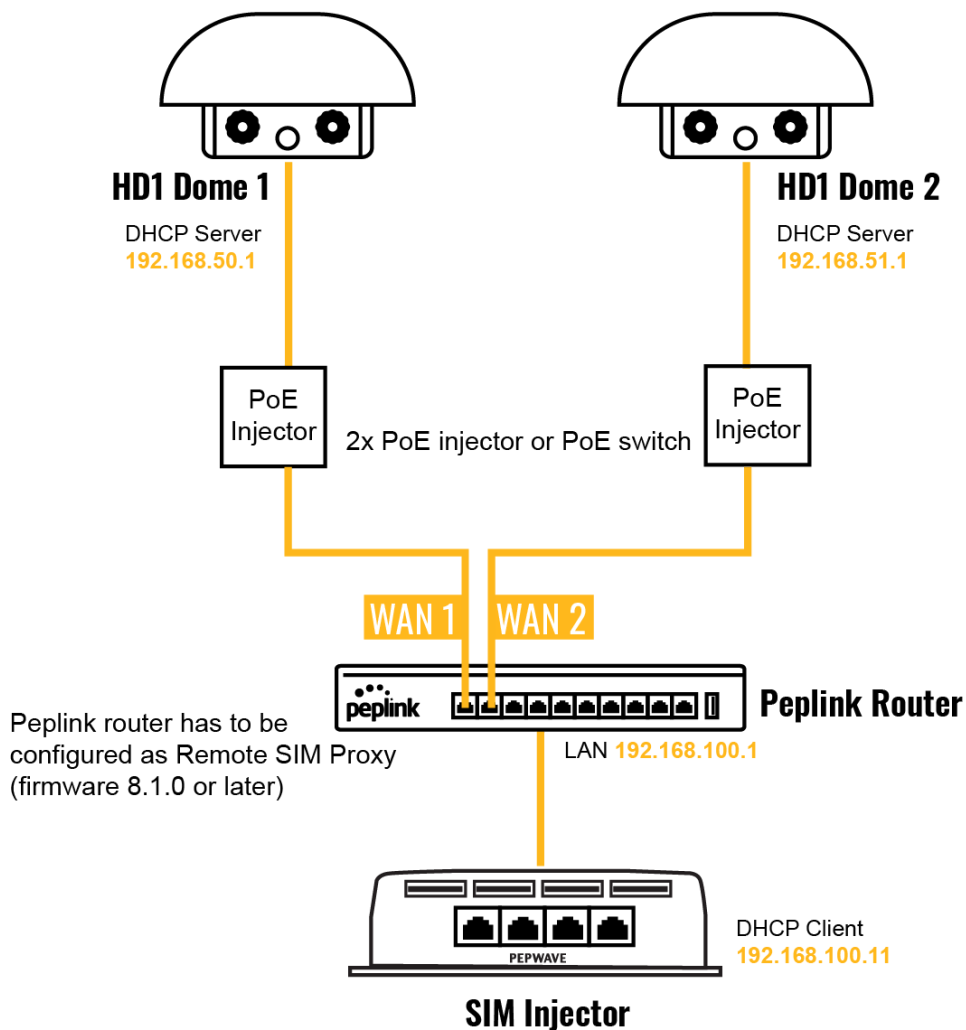 HD1 Dome 1
DHCP Server
192.168.50.1
HD1 Dome 2
DHCP Server
192.168.51.1
PoE
Injector
2x PoE injector or PoE switch
PoE
Injector
WAN 1
WAN 2
peplink
Peplink Router
Peplink router has to be
configured as Remote SIM Proxy
(firmware 8.1.0 or later)
LAN 192.168.100.1
PEPWAVE
DHCP Client
192.168.100.11
SIM Injector